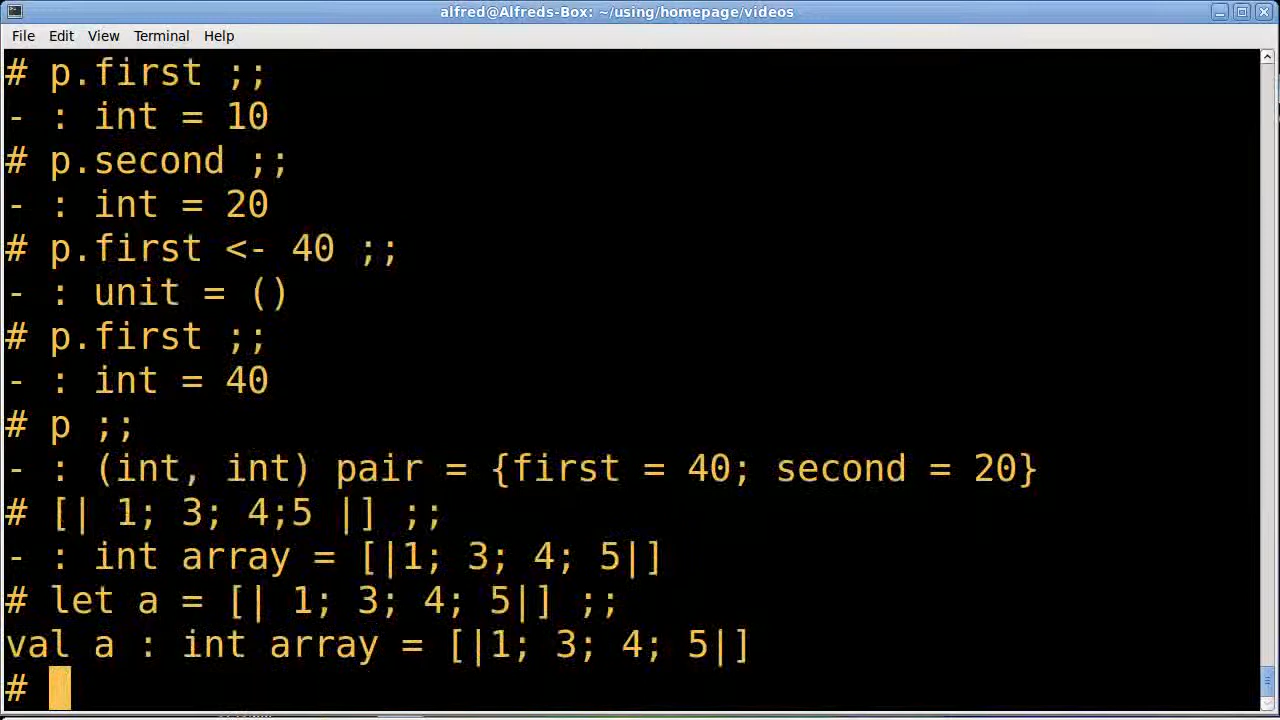 alfred@Alfreds-Box: ~/using/homepage/videos
File Edit View Terminal Help
# p.first ;;
- : int = 10
# p.second ;;
- : int = 20
# p.first <- 40 ;;
- : unit = ()
# p.first ;;
- : int = 40
# p ;;
- : (int, int) pair = {first = 40; second = 20}
# [| 1; 3; 4;5 |] ;;
- : int array = [|1; 3; 4; 5|]
# let a = [| 1; 3; 4; 5|] ;;
val a : int array = [|1; 3; 4; 5|]
#